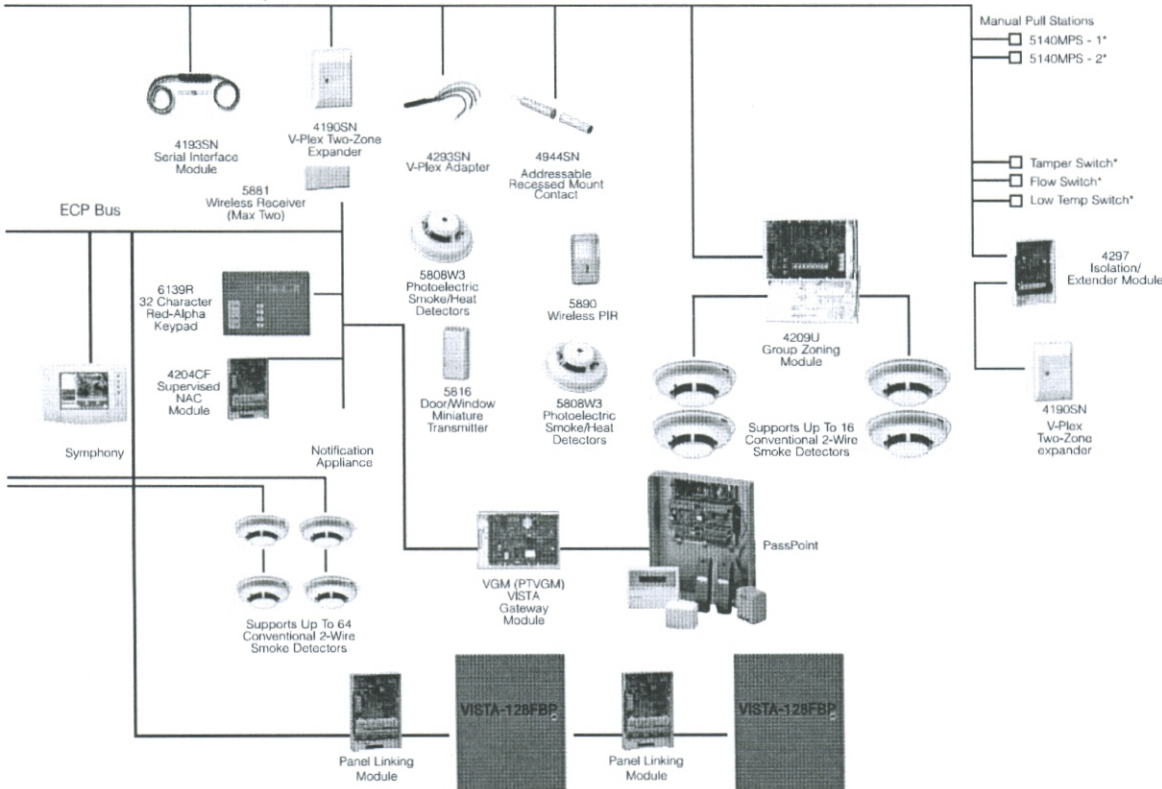 Manual Pull Stations
5140MPS - 1*
5140MPS - 2*
4193SN
Serial Interface
Module
4190SN
V-Plex Two-Zone
Expander
4293SN
V-Plex Adapter
4944SN
Addressable
Recessed Mount
Contact
Tamper Switch*
Flow Switch*
Low Temp Switch*
5881
Wireless Receiver
(Max Two)
ECP Bus
6139R
32 Character
Red-Alpha
Keypad
5808W3
Photoelectric
Smoke/Heat
Detectors
5890
Wireless PIR
4297
Isolation/
Extender Module
4209U
Group Zoning
Module
4204CF
Supervised
NAC
Module
5816
Door/Window
Miniature
Transmitter
5808W3
Photoelectric
Smoke/Heat
Detectors
Supports Up To 16
Conventional 2-Wire
Smoke Detectors
4190SN
V-Plex
Two-Zone
expander
Symphony
Notification
Appliance
VGM (PTVGM)
VISTA
Gateway
Module
PassPoint
Supports Up To 64
Conventional 2-Wire
Smoke Detectors
VISTA-128FBP
VISTA-128FBP
Panel Linking
Module
Panel Linking
Module